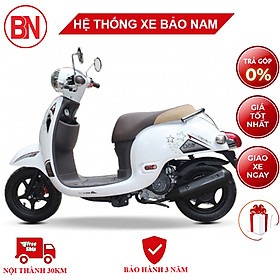 BN
HỆ THỐNG XE BẢO NAM
TRẢ GÓP
0%
GIÁ
TỐT
NHẤT
GIAO
XE
NGAY
FREE
NỘI THÀNH 30KM
BẢO HÀNH 3 NĂM